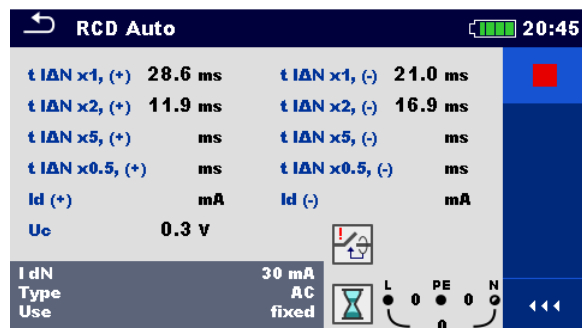 RCD Auto 20:45
t IΔN x1, (+) 28.6 ms t IΔN x1, (-) 21.0 ms
t IΔN x2, (+) 11.9 ms t IΔN x2, (-) 16.9 ms
t IΔN x5, (+) ms t IΔN x5, (-) ms
t IΔN x0.5, (+) ms t IΔN x0.5, (-) ms
Id (+) mA Id (-) mA
Uc 0.3 V
!
I dN 30 mA
Type AC
Use fixed
L PE N
0 0
0